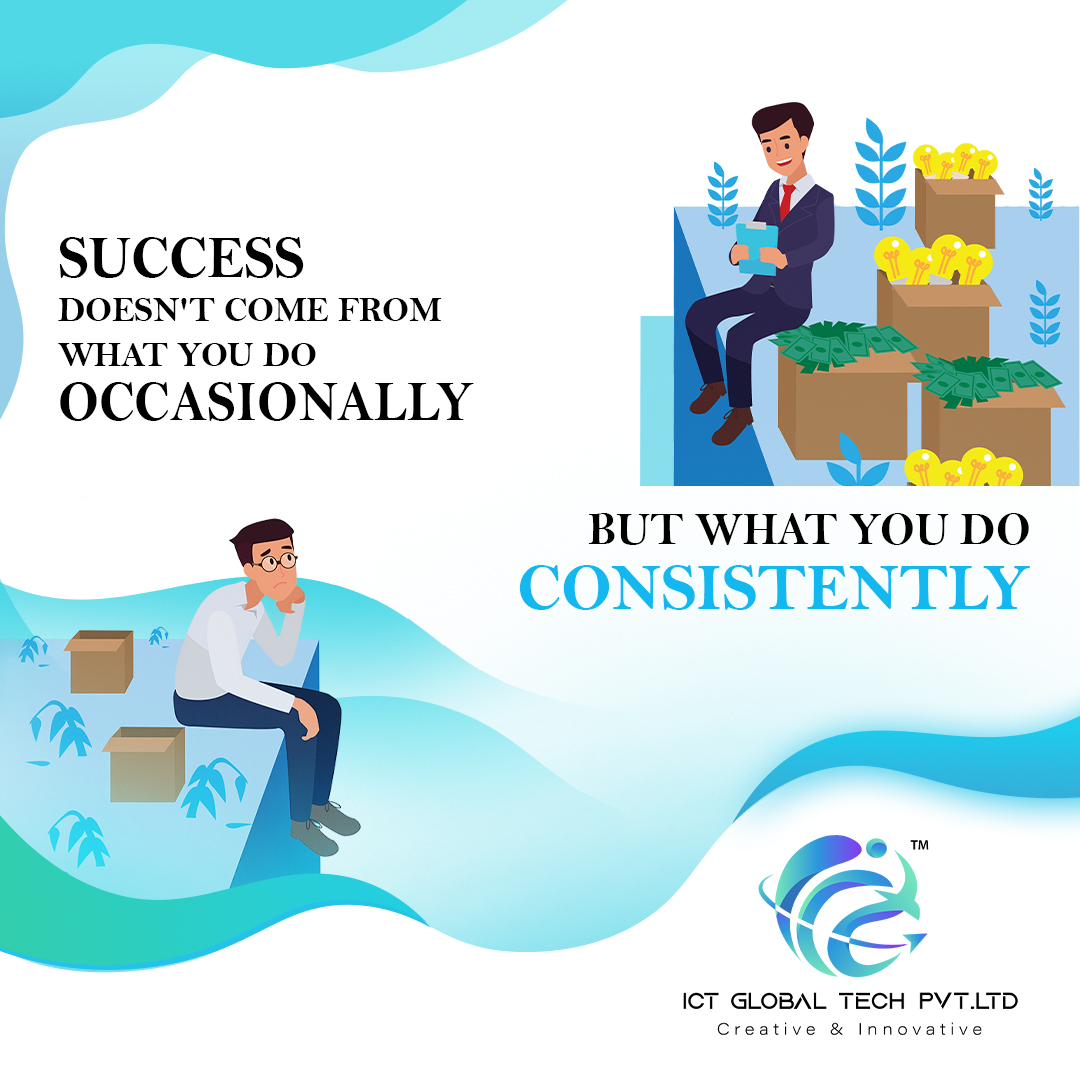 SUCCESS
DOESN'T COME FROM
WHAT YOU DO
OCCASIONALLY
BUT WHAT YOU DO
CONSISTENTLY
TM
ICT GLOBAL TECH PVT.LTD
Creative & Innovative